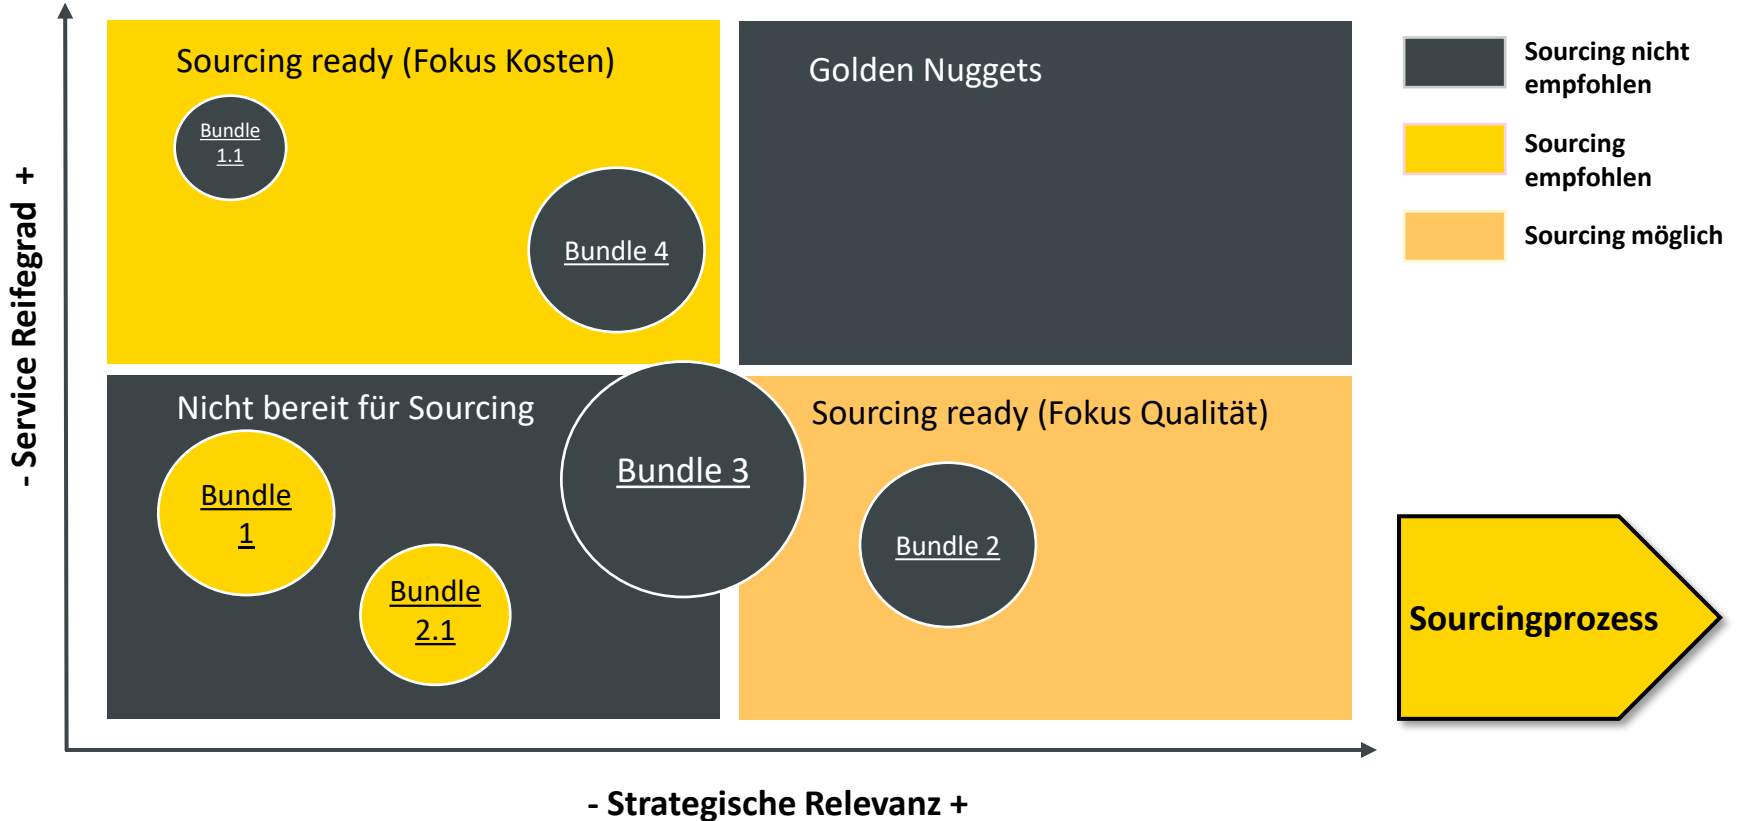 Sourcing ready (Fokus Kosten)
Golden Nuggets
Bundle
1.1
Bundle 4
Nicht bereit für Sourcing
Sourcing ready (Fokus Qualität)
Bundle
1
Bundle
2.1
Bundle 3
Bundle 2
- Service Reifegrad +
- Strategische Relevanz +
Sourcing nicht
empfohlen
Sourcing
empfohlen
Sourcing möglich
Sourcingprozess